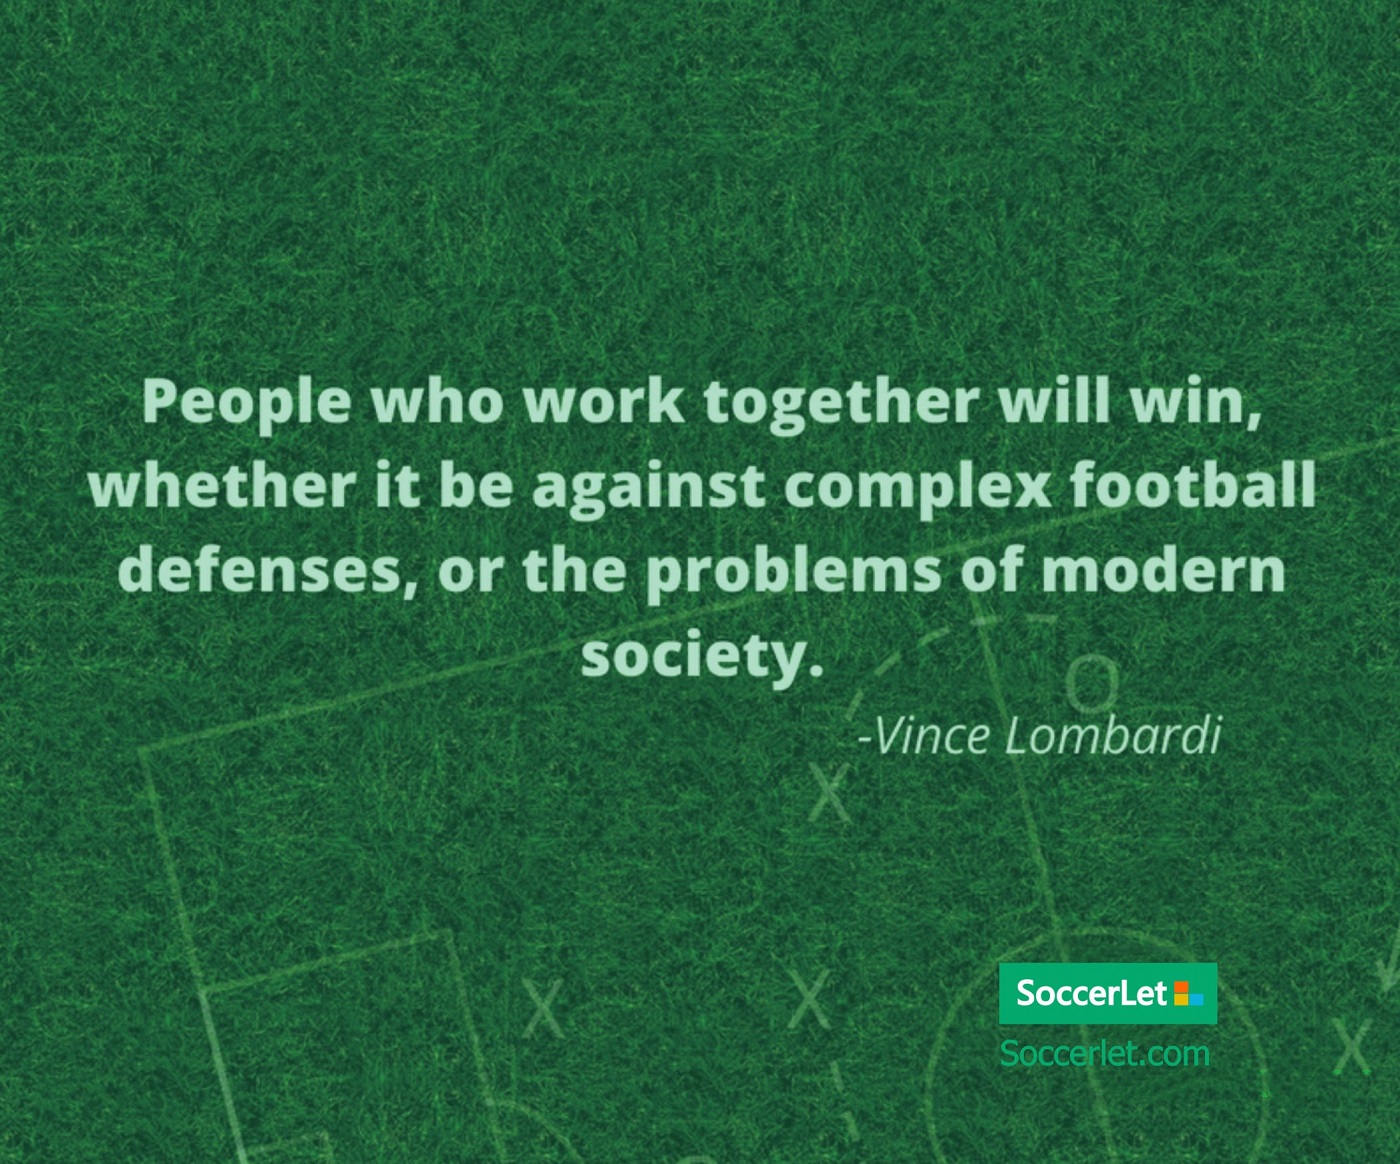 People who work together will win,
whether it be against complex football
defenses, or the problems of modern
society.
O
-Vince Lombardi
X
X
X
SoccerLet
X
Soccerlet.com